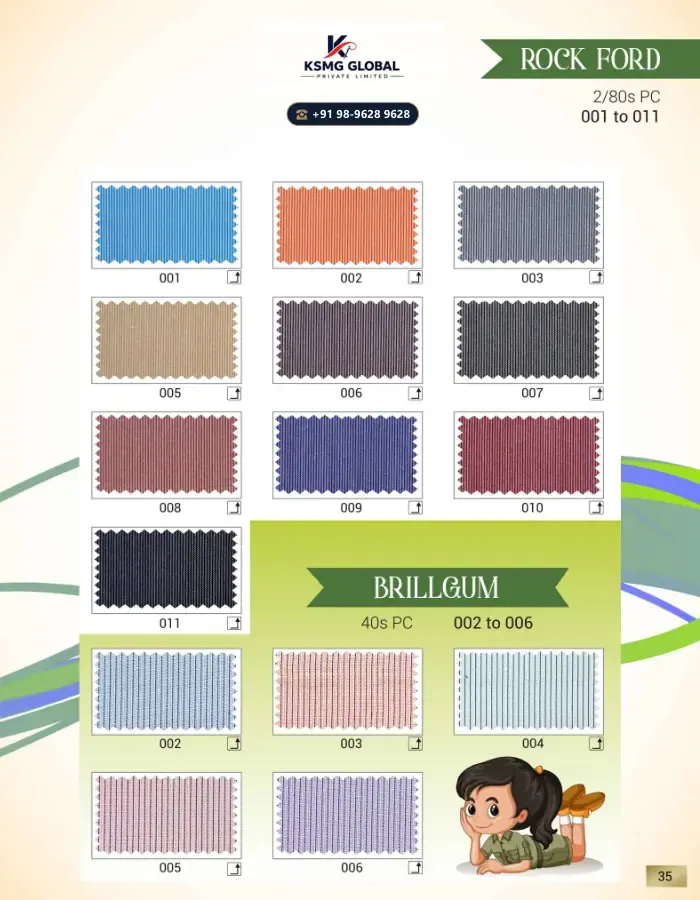 KSMG GLOBAL
PRIVATE LIMITED
+91 98-9628 9628
ROCK FORD
2/80s PC
001 to 011
001
002
003
005
006
007
008
009
010
011
BRILLGUM
40s PC 002 to 006
002
003
004
005
006
35